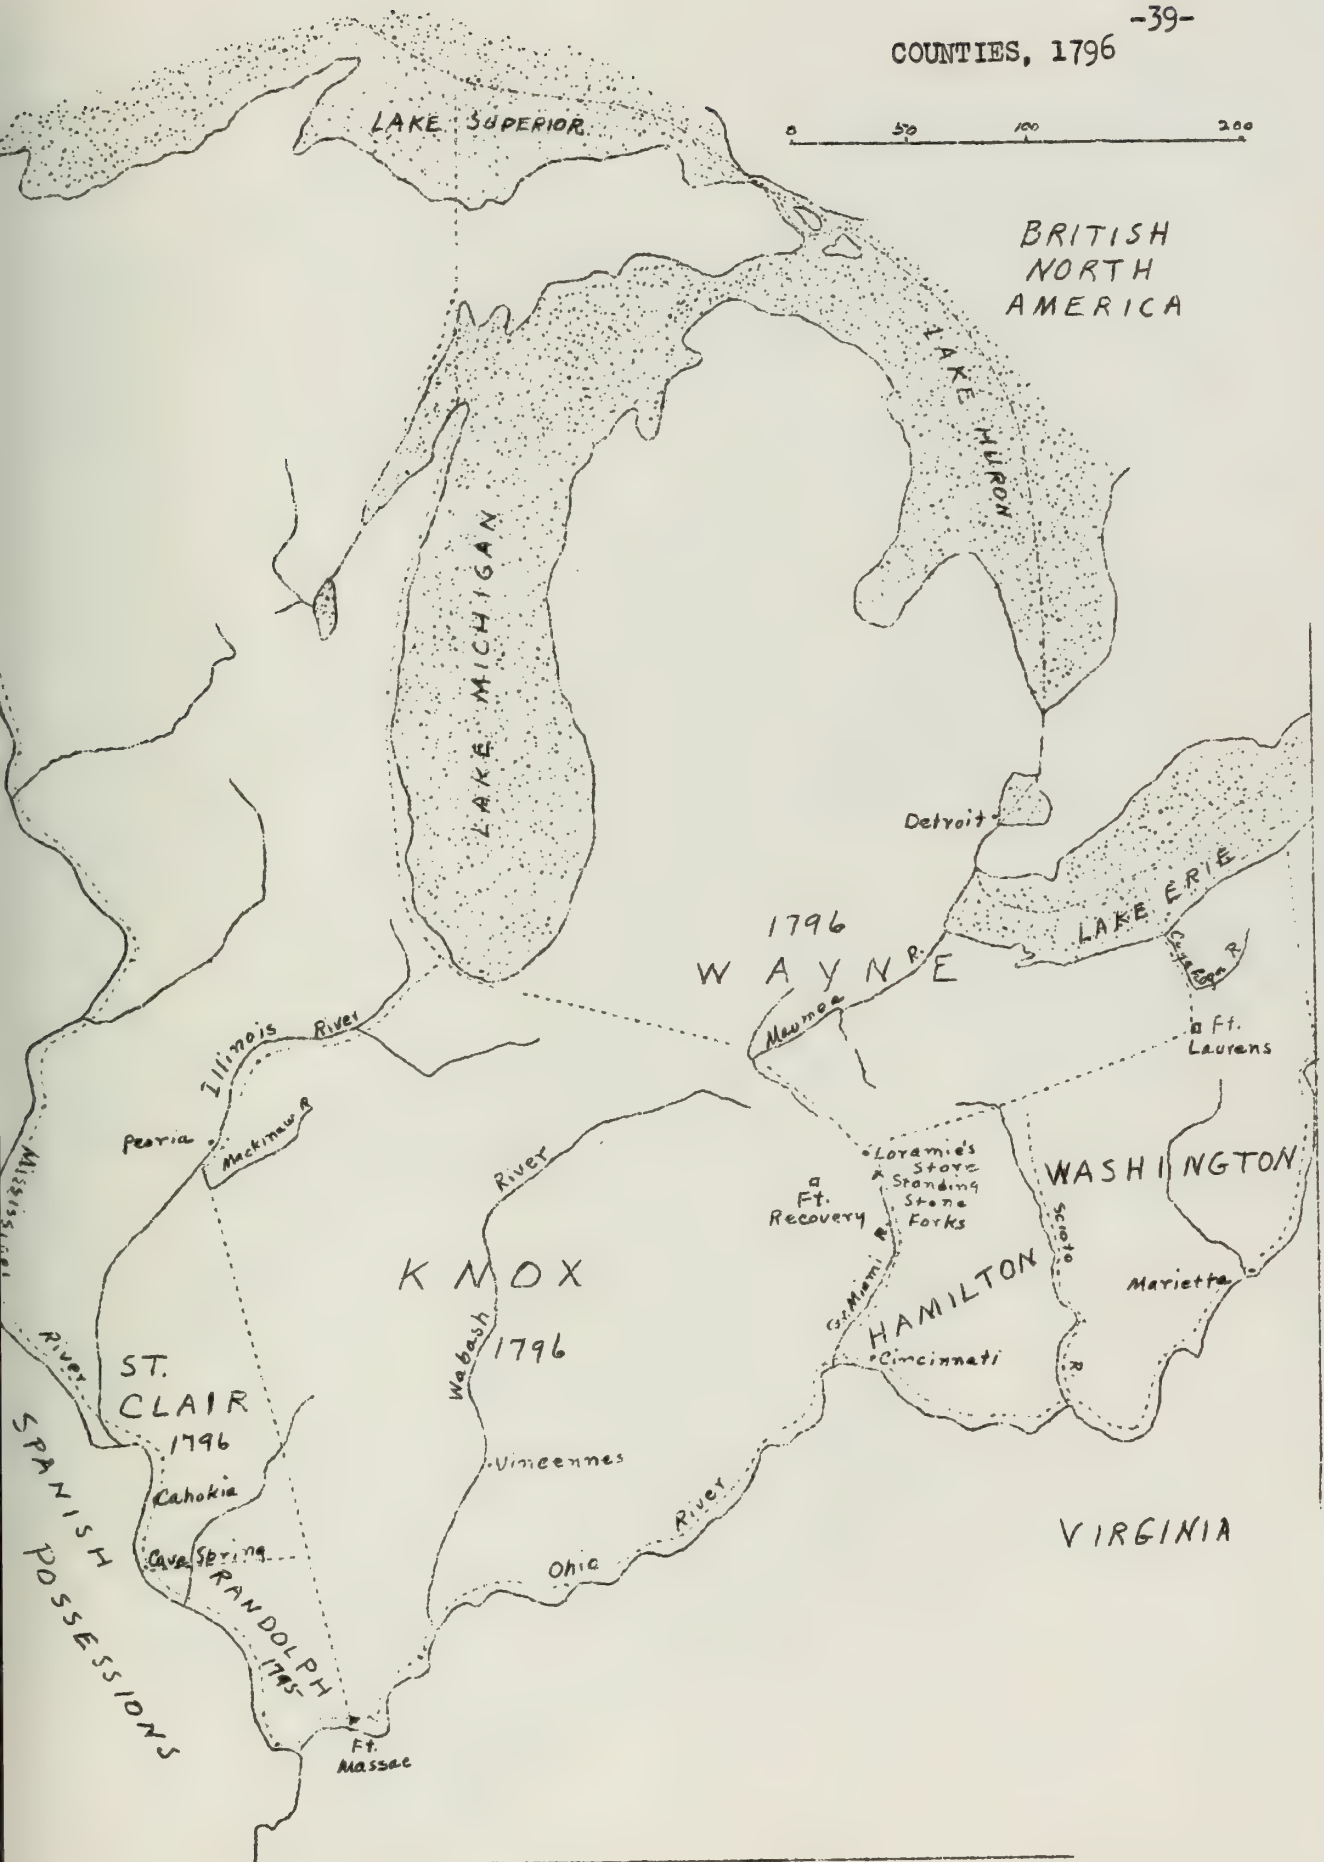 -39-
COUNTIES, 1796
0 50 100 200
LAKE SUPERIOR
BRITISH
NORTH
AMERICA
LAKE HURON
LAKE MICHIGAN
Detroit
LAKE ERIE
1796
WAYNE
Maumee R.
Cuyahoga R
Ft.
Laurens
Illinois River
Peoria
Mackinaw R
Mississippi
River
River
Loramie's
Store
Standing
Stone
Forks
Ft.
Recovery
WASHINGTON
KNOX
1796
Wabash
Gt. Miami R
HAMILTON
Scioto
R
Marietta
Cincinnati
ST.
CLAIR
1796
Vincennes
Cahokia
Cave Spring
RANDOLPH
1795
SPANISH
POSSESSIONS
Ohio
River
VIRGINIA
Ft.
Massac